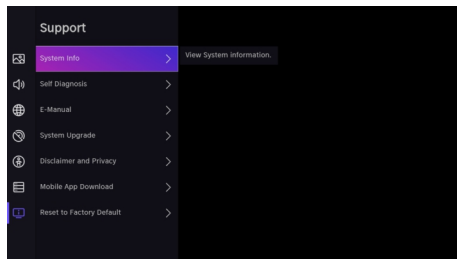 Support
System Info
View System information.
Self Diagnosis
E-Manual
System Upgrade
Disclaimer and Privacy
Mobile App Download
Reset to Factory Default